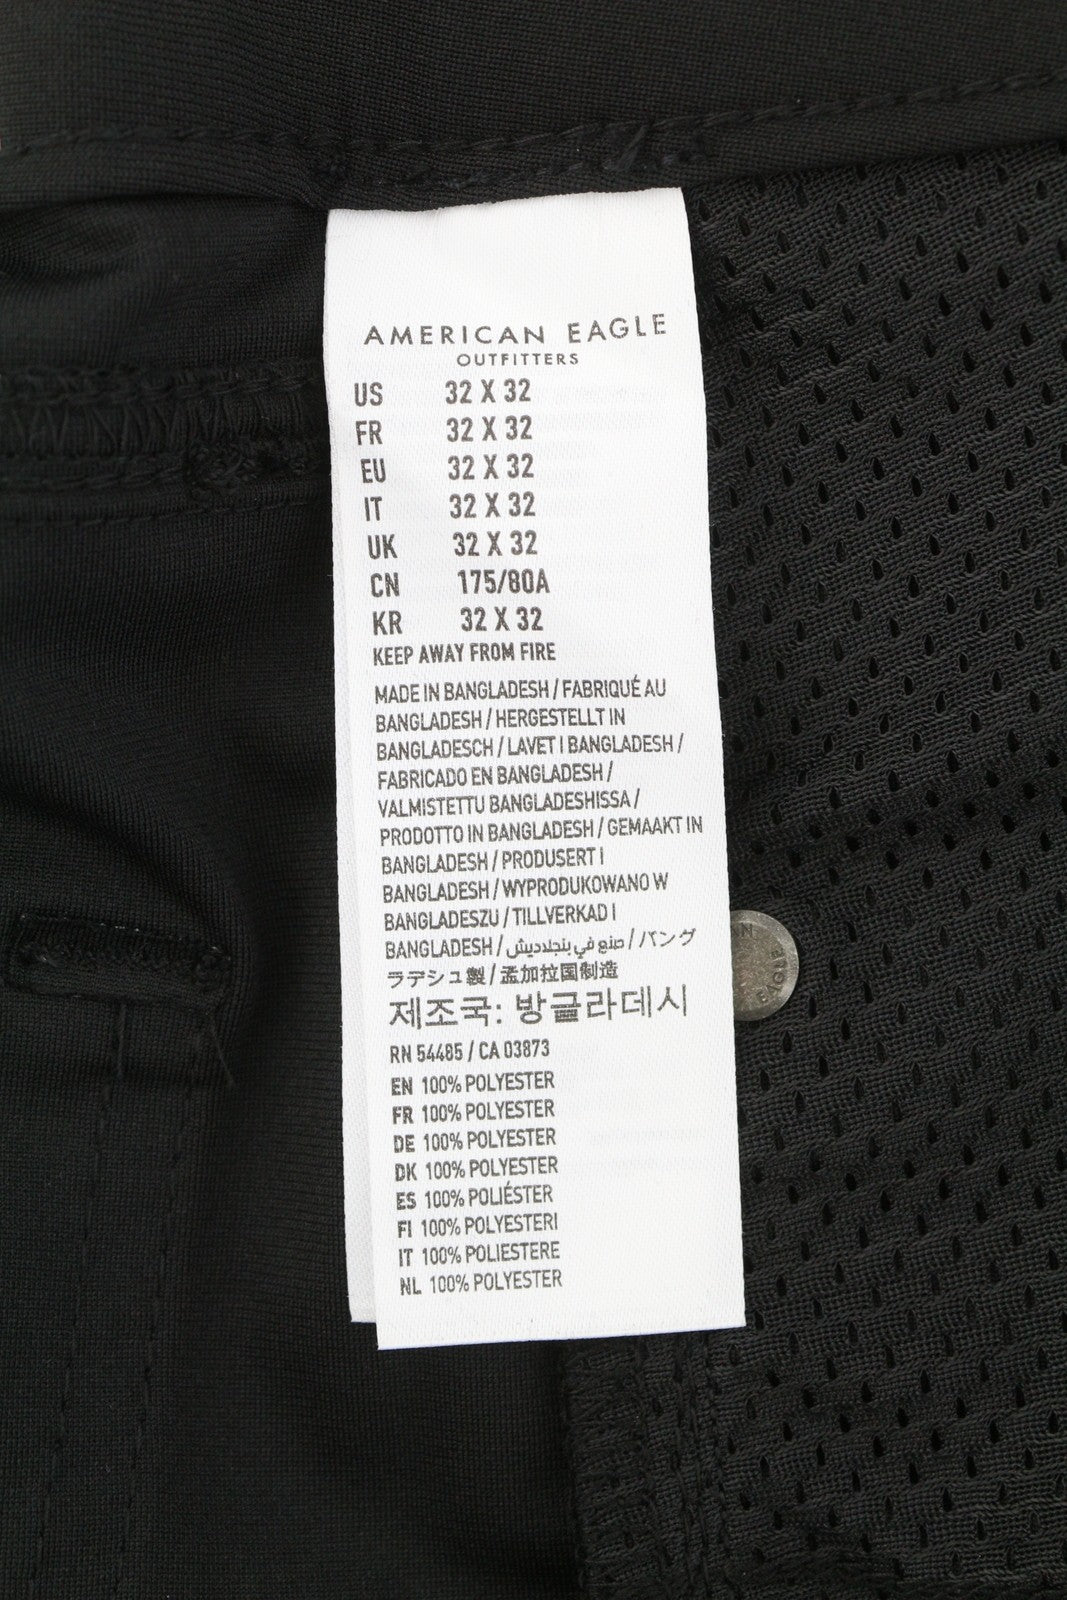 AMERICAN EAGLE
OUTFITTERS
US 32 X 32
FR 32 X 32
EU 32 X 32
IT 32 X 32
UK 32 X 32
CN 175/80A
KR 32 X 32
KEEP AWAY FROM FIRE
MADE IN BANGLADESH / FABRIQUÉ AU
BANGLADESH / HERGESTELLT IN
BANGLADESCH / LAVET I BANGLADESH /
FABRICADO EN BANGLADESH /
VALMISTETTU BANGLADESHISSA /
PRODOTTO IN BANGLADESH / GEMAAKT IN
BANGLADESH / PRODUSERT I
BANGLADESH / WYPRODUKOWANO W
BANGLADESZU / TILLVERKAD I
BANGLADESH / صنع في بنجلاديش / バング
ラデシュ製 / 孟加拉国制造
제조국: 방글라데시
RN 54485 / CA 03873
EN 100% POLYESTER
FR 100% POLYESTER
DE 100% POLYESTER
DK 100% POLYESTER
ES 100% POLIÉSTER
FI 100% POLYESTERI
IT 100% POLIESTERE
NL 100% POLYESTER
EAGLE